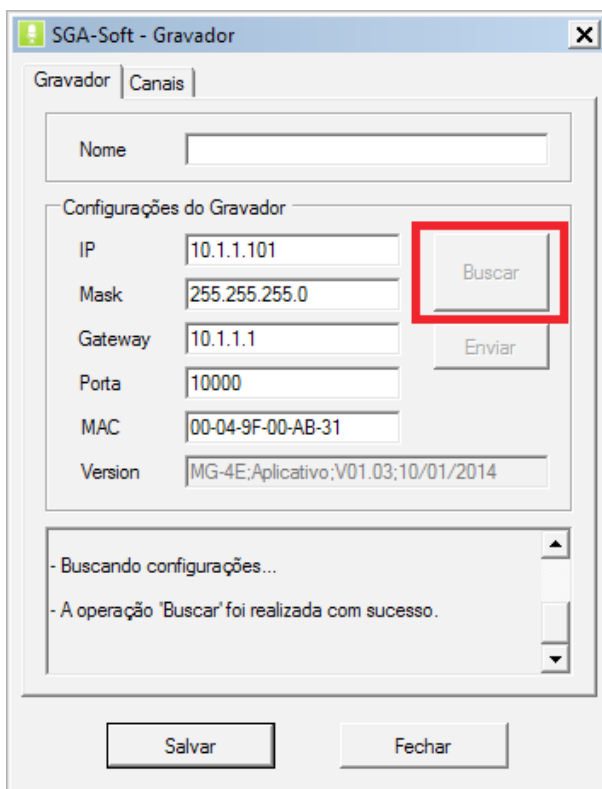 SGA-Soft - Gravador
Gravador Canais
Nome
Configurações do Gravador
IP 10.1.1.101
Buscar
Mask 255.255.255.0
Gateway 10.1.1.1
Enviar
Porta 10000
MAC 00-04-9F-00-AB-31
Version MG-4E;Aplicativo;V01.03;10/01/2014
- Buscando configurações...
- A operação 'Buscar' foi realizada com sucesso.
Salvar Fechar